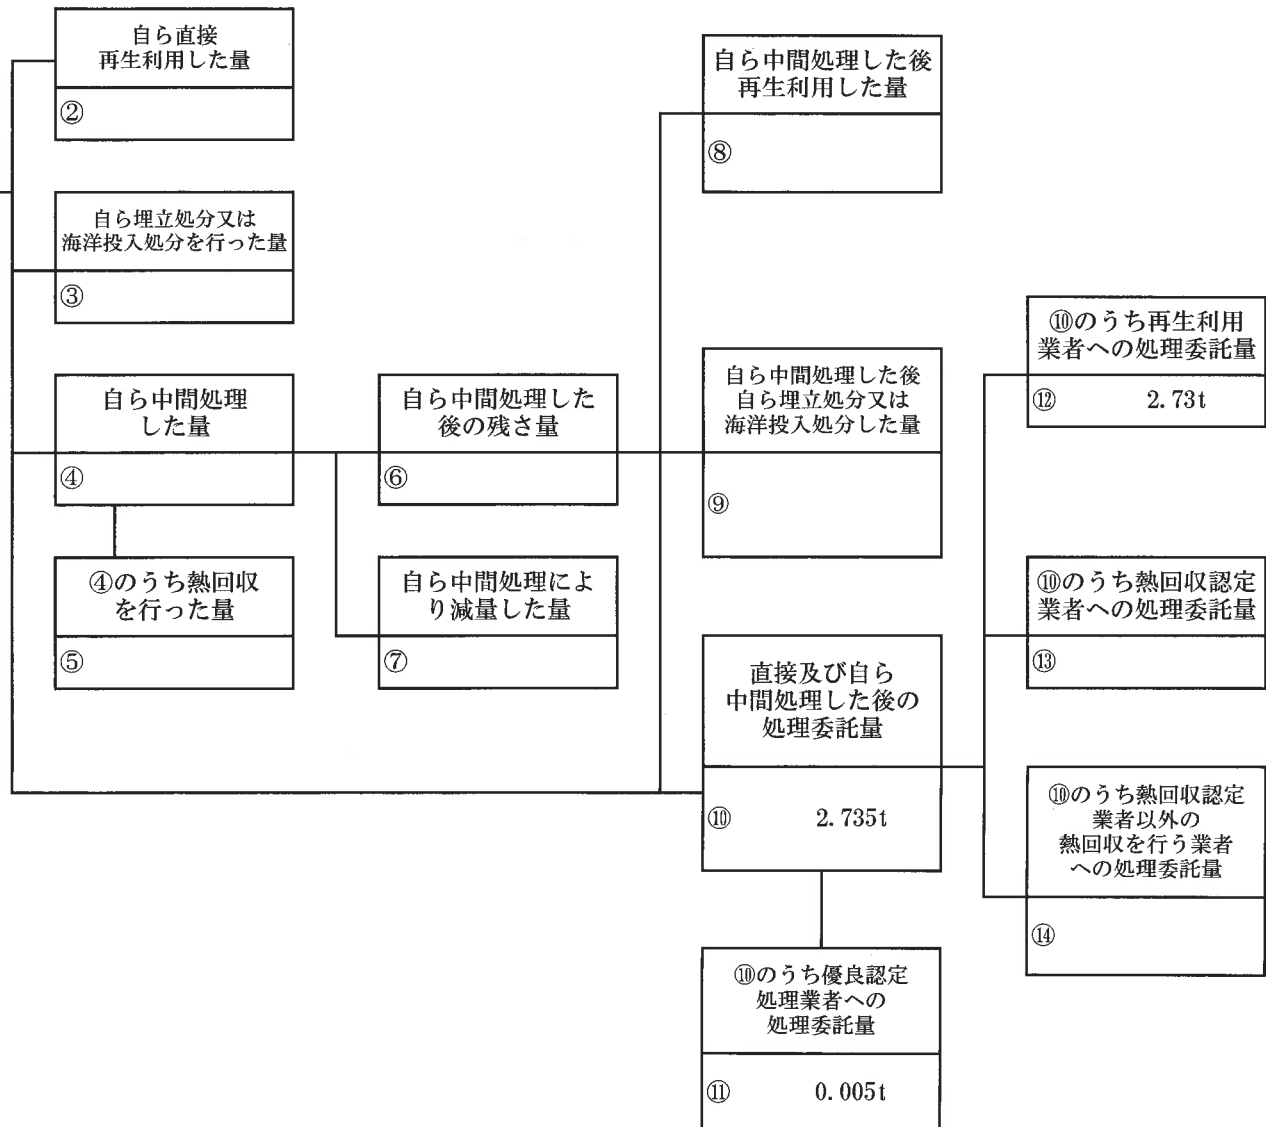 自ら直接
再生利用した量
②
自ら埋立処分又は
海洋投入処分を行った量
③
自ら中間処理
した量
④
④のうち熱回収
を行った量
⑤
自ら中間処理した
後の残さ量
⑥
自ら中間処理によ
り減量した量
⑦
自ら中間処理した後
再生利用した量
⑧
自ら中間処理した後
自ら埋立処分又は
海洋投入処分した量
⑨
直接及び自ら
中間処理した後の
処理委託量
⑩ 2.735t
⑩のうち優良認定
処理業者への
処理委託量
⑪ 0.005t
⑩のうち再生利用
業者への処理委託量
⑫ 2.73t
⑩のうち熱回収認定
業者への処理委託量
⑬
⑩のうち熱回収認定
業者以外の
熱回収を行う業者
への処理委託量
⑭